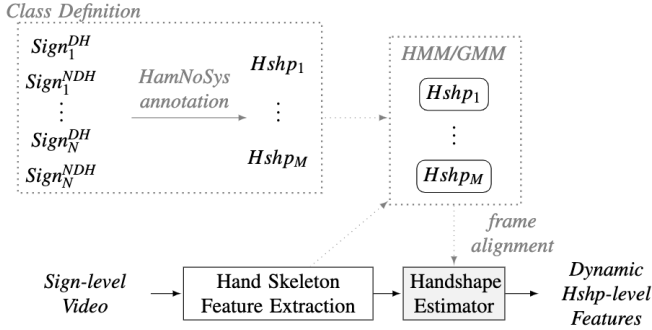 Class Definition
Sign_1^{DH}
Sign_1^{NDH}
⋮
Sign_N^{DH}
Sign_N^{NDH}
HamNoSys
annotation
Hshp_1
⋮
Hshp_M
HMM/GMM
Hshp_1
⋮
Hshp_M
frame
alignment
Sign-level
Video
Hand Skeleton
Feature Extraction
Handshape
Estimator
Dynamic
Hshp-level
Features